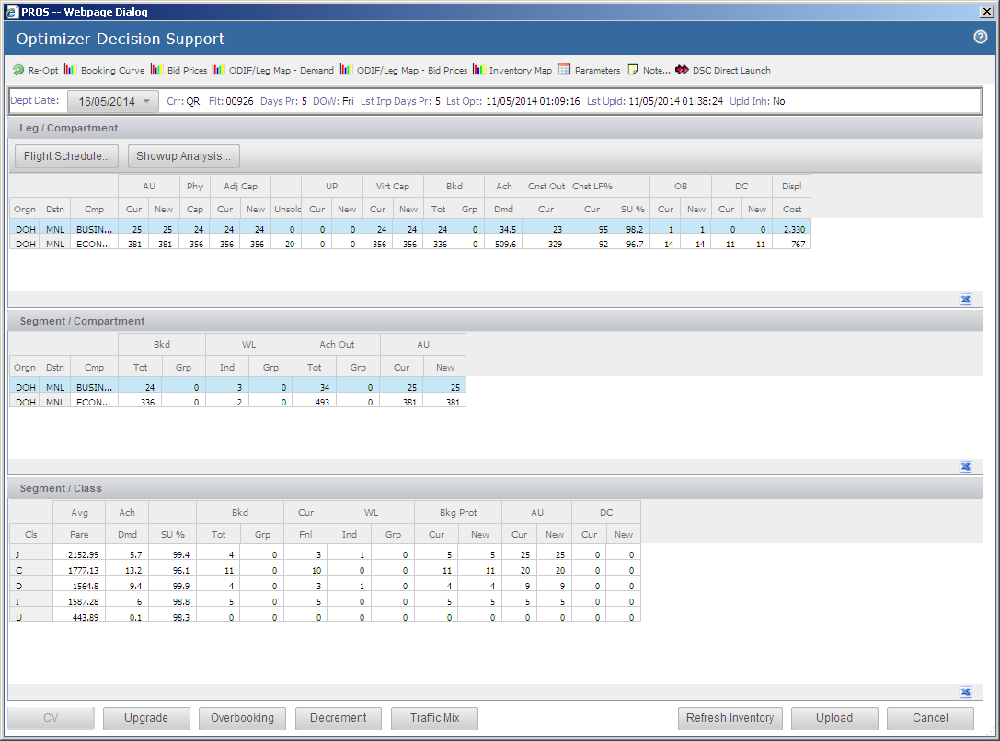 PROS -- Webpage Dialog
Optimizer Decision Support
Re-Opt Booking Curve Bid Prices ODIF/Leg Map - Demand ODIF/Leg Map - Bid Prices Inventory Map Parameters Note... DSC Direct Launch
Dept Date: 16/05/2014 Crr: QR Flt: 00926 Days Pr: 5 DOW: Fri Lst Inp Days Pr: 5 Lst Opt: 11/05/2014 01:09:16 Lst Upld: 11/05/2014 01:38:24 Upld Inh: No
Leg / Compartment
Flight Schedule... Showup Analysis...
AU Phy Adj Cap UP Virt Cap Bkd Ach Cnst Out Cnst LF% OB DC Displ
Orgn Dstn Cmp Cur New Cap Cur New Unsold Cur New Cur New Tot Grp Dmd Cur Cur SU % Cur New Cur New Cost
DOH MNL BUSIN... 25 25 24 24 24 0 0 0 24 24 24 0 34.5 23 95 98.2 1 1 0 0 2,330
DOH MNL ECON... 381 381 356 356 356 20 0 0 356 356 336 0 509.6 329 92 96.7 14 14 11 11 767
Segment / Compartment
Bkd WL Ach Out AU
Orgn Dstn Cmp Tot Grp Ind Grp Tot Grp Cur New
DOH MNL BUSIN... 24 0 3 0 34 0 25 25
DOH MNL ECON... 336 0 2 0 493 0 381 381
Segment / Class
Avg Ach Bkd Cur WL Bkg Prot AU DC
Cls Fare Dmd SU % Tot Grp Fnl Ind Grp Cur New Cur New Cur New
J 2152.99 5.7 99.4 4 0 3 1 0 5 5 25 25 0 0
C 1777.13 13.2 96.1 11 0 10 0 0 11 11 20 20 0 0
D 1564.8 9.4 99.9 4 0 3 1 0 4 4 9 9 0 0
I 1587.28 6 98.8 5 0 5 0 0 5 5 5 5 0 0
U 443.89 0.1 98.3 0 0 0 0 0 0 0 0 0 0 0
CV Upgrade Overbooking Decrement Traffic Mix Refresh Inventory Upload Cancel